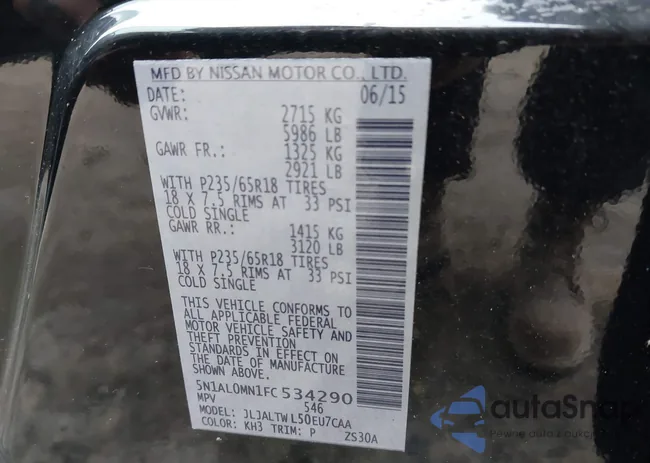 MFD BY NISSAN MOTOR CO., LTD.
DATE: 06/15
GVWR: 2715 KG
5986 LB
GAWR FR.: 1325 KG
2921 LB
WITH P235/65R18 TIRES
18 X 7.5 RIMS AT 33 PSI
COLD SINGLE
GAWR RR.: 1415 KG
3120 LB
WITH P235/65R18 TIRES
18 X 7.5 RIMS AT 33 PSI
COLD SINGLE
THIS VEHICLE CONFORMS TO
ALL APPLICABLE FEDERAL
MOTOR VEHICLE SAFETY AND
THEFT PREVENTION
STANDARDS IN EFFECT ON
THE DATE OF MANUFACTURE
SHOWN ABOVE.
5N1AL0MN1FC534290
MPV 546
MODEL: JLJALTWL50EU7CAA
COLOR: KH3 TRIM: P ZS30A
autoSnap
Pewne Auto